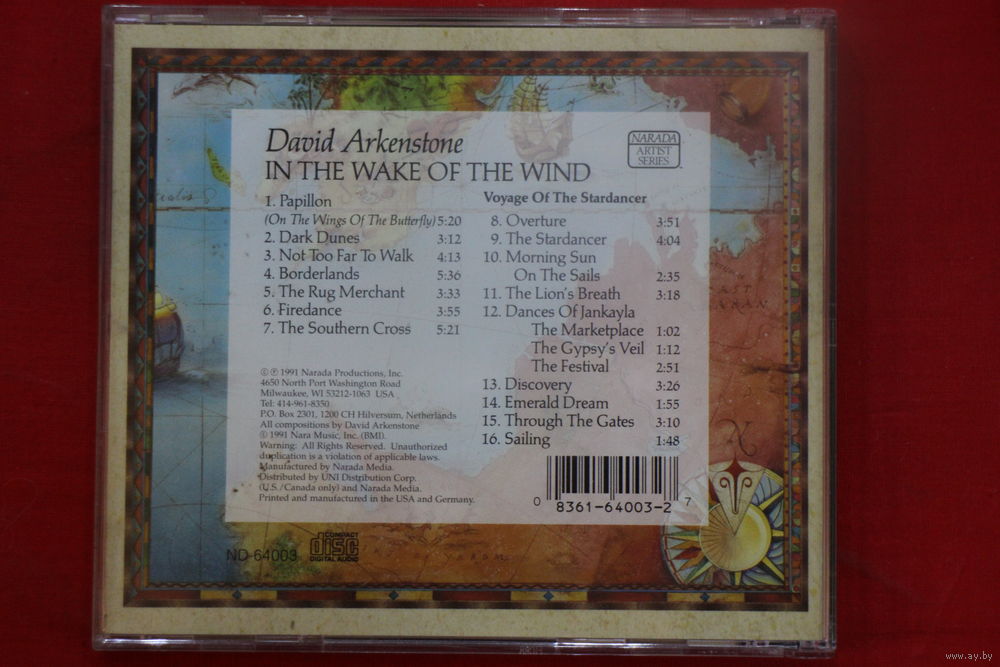 David Arkenstone
IN THE WAKE OF THE WIND
NARADA
ARTIST
SERIES
1. Papillon
(On The Wings Of The Butterfly) 5:20
2. Dark Dunes 3:12
3. Not Too Far To Walk 4:13
4. Borderlands 5:36
5. The Rug Merchant 3:33
6. Firedance 3:55
7. The Southern Cross 5:21
Voyage Of The Stardancer
8. Overture 3:51
9. The Stardancer 4:04
10. Morning Sun
On The Sails 2:35
11. The Lion's Breath 3:18
12. Dances Of Jankayla
The Marketplace 1:02
The Gypsy's Veil 1:12
The Festival 2:51
13. Discovery 3:26
14. Emerald Dream 1:55
15. Through The Gates 3:10
16. Sailing 1:48
© ℗ 1991 Narada Productions, Inc.
4650 North Port Washington Road
Milwaukee, WI 53212-1063 USA
Tel: 414-961-8350
P.O. Box 2301, 1200 CH Hilversum, Netherlands
All compositions by David Arkenstone
© 1991 Nara Music, Inc. (BMI).
Warning: All Rights Reserved. Unauthorized
duplication is a violation of applicable laws.
Manufactured by Narada Media.
Distributed by UNI Distribution Corp.
(U.S./Canada only) and Narada Media.
Printed and manufactured in the USA and Germany.
0 8361-64003-2 7
ND-64003
COMPACT
disc
DIGITAL AUDIO
www.ay.by